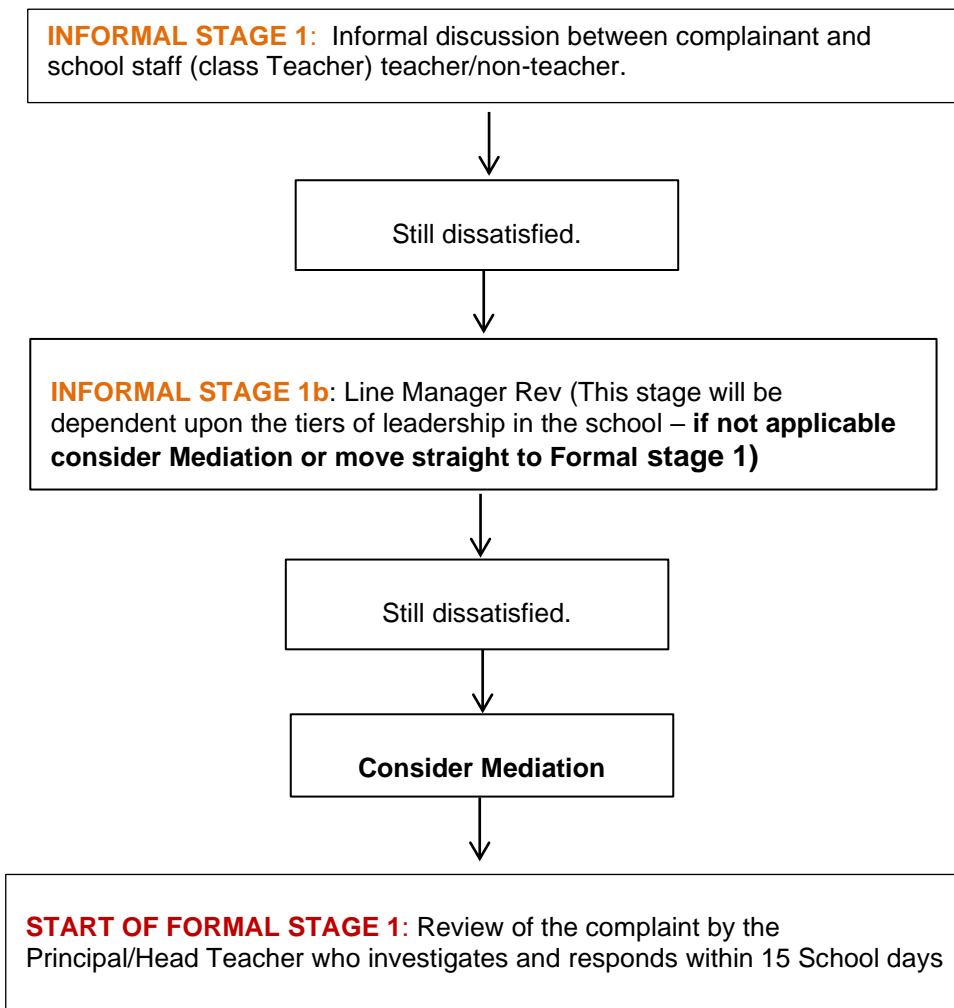 INFORMAL STAGE 1: Informal discussion between complainant and
school staff (class Teacher) teacher/non-teacher.
Still dissatisfied.
INFORMAL STAGE 1b: Line Manager Rev (This stage will be
dependent upon the tiers of leadership in the school – if not applicable
consider Mediation or move straight to Formal stage 1)
Still dissatisfied.
Consider Mediation
START OF FORMAL STAGE 1: Review of the complaint by the
Principal/Head Teacher who investigates and responds within 15 School days